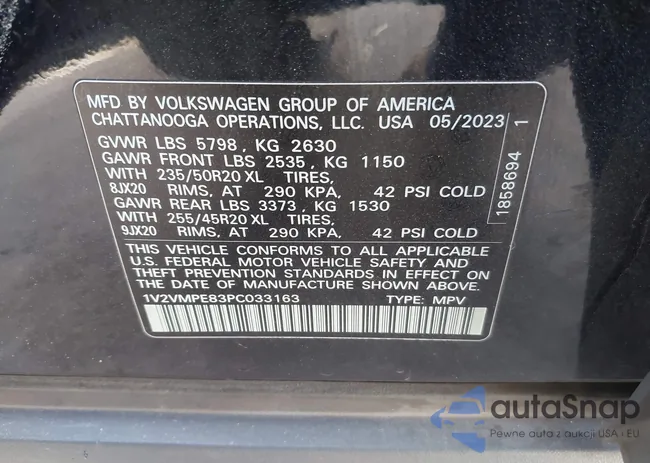 MFD BY VOLKSWAGEN GROUP OF AMERICA
CHATTANOOGA OPERATIONS, LLC. USA 05/2023
GVWR LBS 5798, KG 2630
GAWR FRONT LBS 2535, KG 1150
WITH 235/50R20 XL TIRES,
8JX20 RIMS, AT 290 KPA, 42 PSI COLD
GAWR REAR LBS 3373, KG 1530
WITH 255/45R20 XL TIRES,
9JX20 RIMS, AT 290 KPA, 42 PSI COLD
THIS VEHICLE CONFORMS TO ALL APPLICABLE
U.S. FEDERAL MOTOR VEHICLE SAFETY AND
THEFT PREVENTION STANDARDS IN EFFECT ON
THE DATE OF MANUFACTURE SHOWN ABOVE.
1V2VMPE83PC033163 TYPE: MPV
1858694 1
autaSnap
Pewne auta z aukcji USA i EU